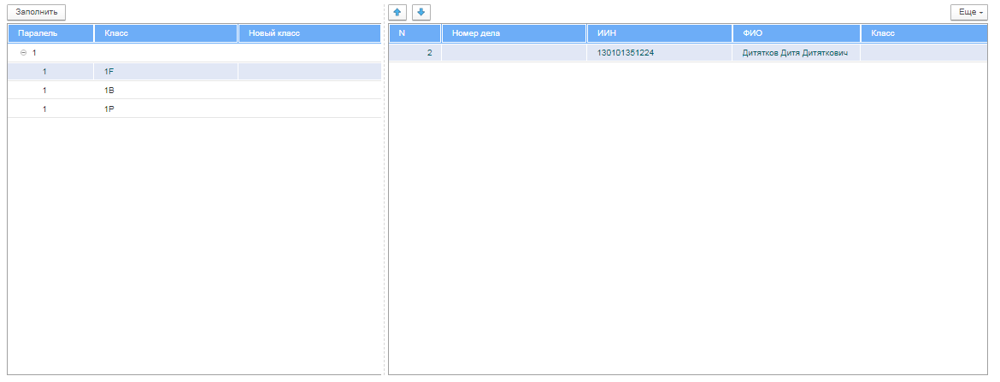 Заполнить
Паралель Класс Новый класс
1
1 1F
1 1B
1 1P
Еще
N Номер дела ИИН ФИО Класс
2 130101351224 Дитятков Дитя Дитяткович